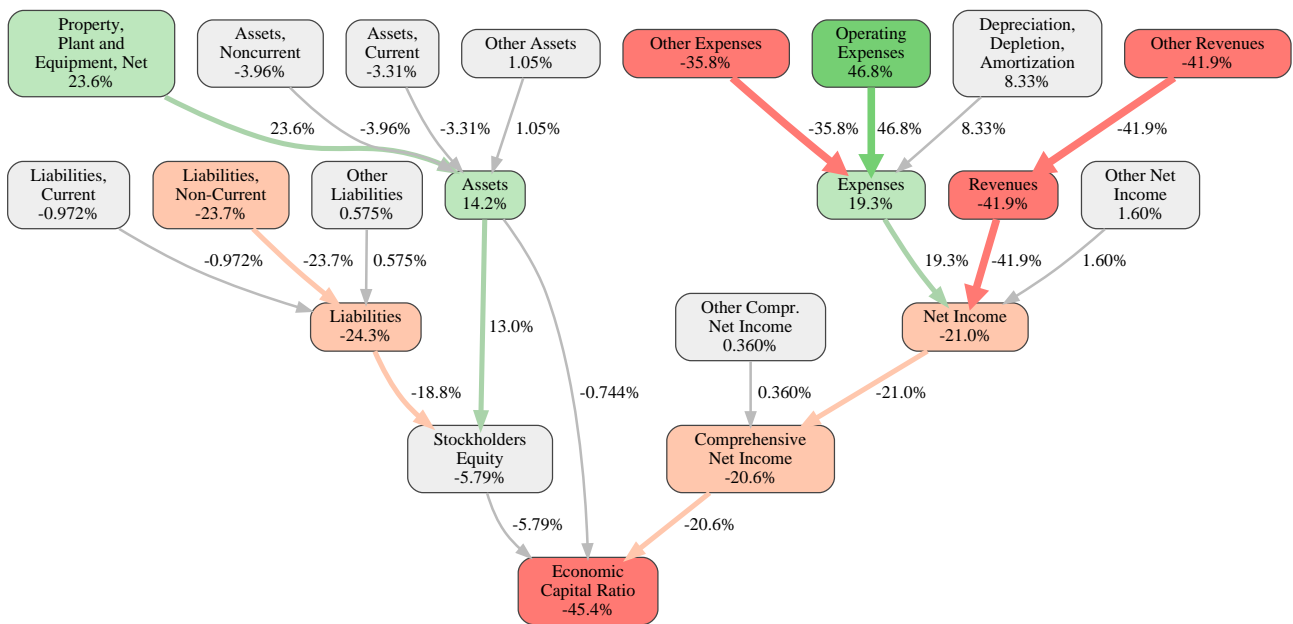 Property,
Plant and
Equipment, Net
23.6%
Assets,
Noncurrent
-3.96%
Assets,
Current
-3.31%
Other Assets
1.05%
Other Expenses
-35.8%
Operating
Expenses
46.8%
Depreciation,
Depletion,
Amortization
8.33%
Other Revenues
-41.9%
23.6%
-3.96%
-3.31%
1.05%
-35.8%
46.8%
8.33%
-41.9%
Liabilities,
Current
-0.972%
Liabilities,
Non-Current
-23.7%
Other
Liabilities
0.575%
Assets
14.2%
Expenses
19.3%
Revenues
-41.9%
Other Net
Income
1.60%
-0.972%
-23.7%
0.575%
19.3%
-41.9%
1.60%
Liabilities
-24.3%
13.0%
Other Compr.
Net Income
0.360%
Net Income
-21.0%
-18.8%
-0.744%
0.360%
-21.0%
Stockholders
Equity
-5.79%
Comprehensive
Net Income
-20.6%
-5.79%
-20.6%
Economic
Capital Ratio
-45.4%